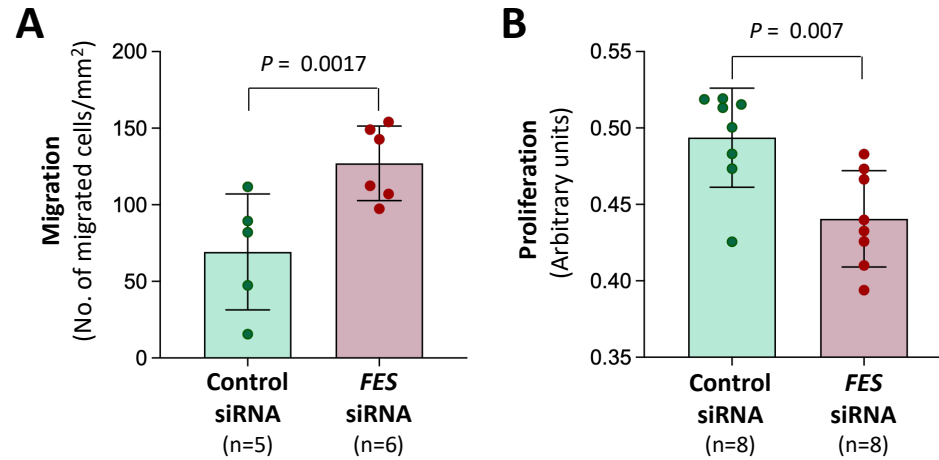 A
Migration
(No. of migrated cells/mm²)
200
150
100
50
0
P = 0.0017
Control
siRNA
(n=5)
FES
siRNA
(n=6)
B
Proliferation
(Arbitrary units)
0.55
0.50
0.45
0.40
0.35
P = 0.007
Control
siRNA
(n=8)
FES
siRNA
(n=8)